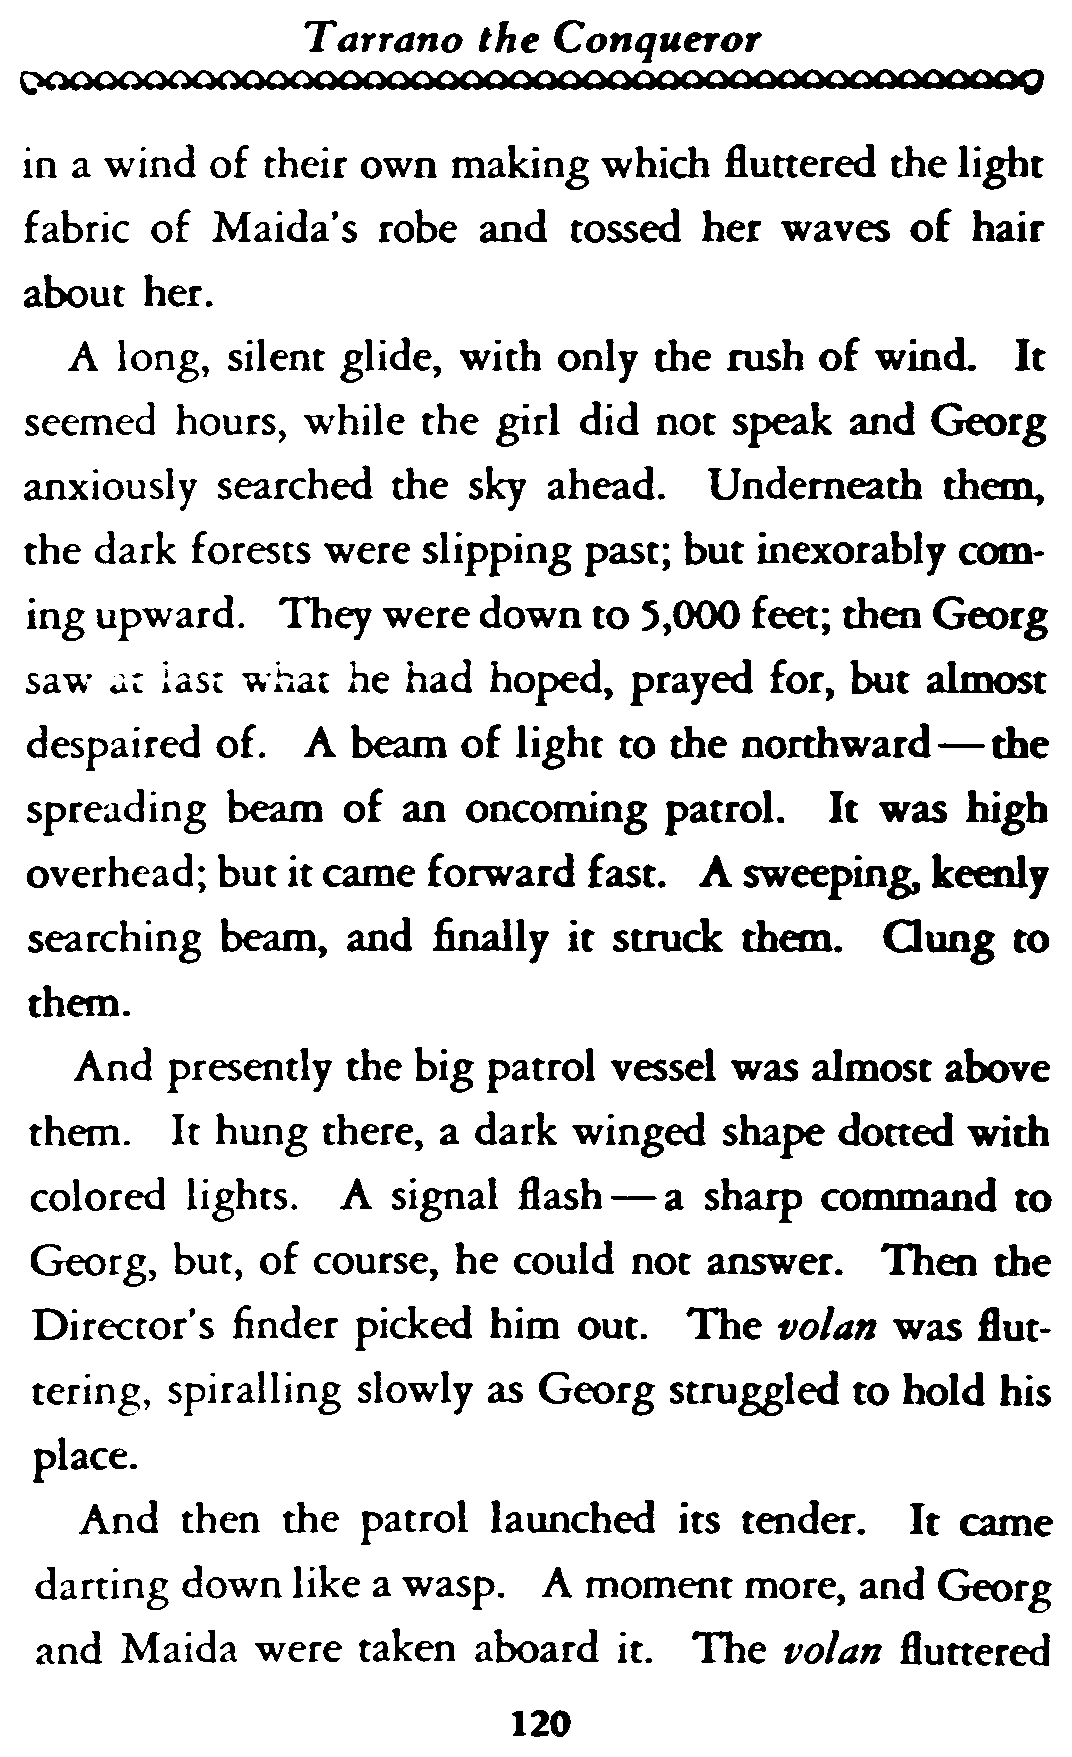 Tarrano the Conqueror
in a wind of their own making which fluttered the light
fabric of Maida's robe and tossed her waves of hair
about her.
A long, silent glide, with only the rush of wind. It
seemed hours, while the girl did not speak and Georg
anxiously searched the sky ahead. Underneath them,
the dark forests were slipping past; but inexorably com-
ing upward. They were down to 5,000 feet; then Georg
saw at last what he had hoped, prayed for, but almost
despaired of. A beam of light to the northward—the
spreading beam of an oncoming patrol. It was high
overhead; but it came forward fast. A sweeping, keenly
searching beam, and finally it struck them. Clung to
them.
And presently the big patrol vessel was almost above
them. It hung there, a dark winged shape dotted with
colored lights. A signal flash—a sharp command to
Georg, but, of course, he could not answer. Then the
Director's finder picked him out. The volan was flut-
tering, spiralling slowly as Georg struggled to hold his
place.
And then the patrol launched its tender. It came
darting down like a wasp. A moment more, and Georg
and Maida were taken aboard it. The volan fluttered
120